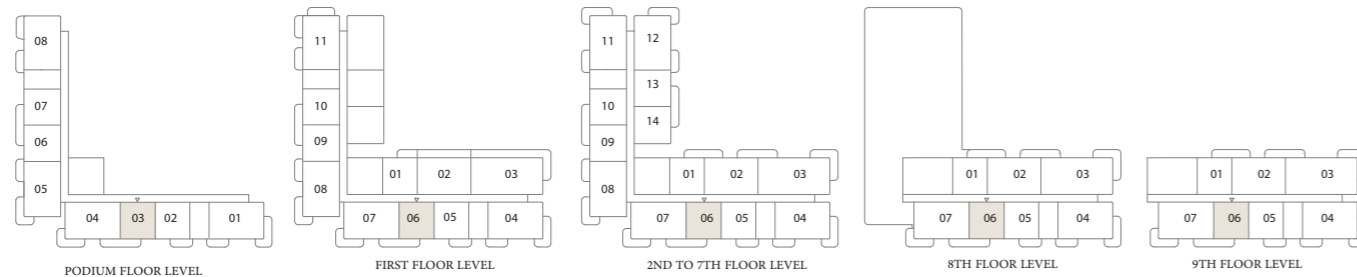 08
07
06
05
04 03 02 01
PODIUM FLOOR LEVEL
11
10
09
08
01 02 03
07 06 05 04
FIRST FLOOR LEVEL
11 12
13
10
14
09
08
01 02 03
07 06 05 04
2ND TO 7TH FLOOR LEVEL
01 02 03
07 06 05 04
8TH FLOOR LEVEL
01 02 03
07 06 05 04
9TH FLOOR LEVEL